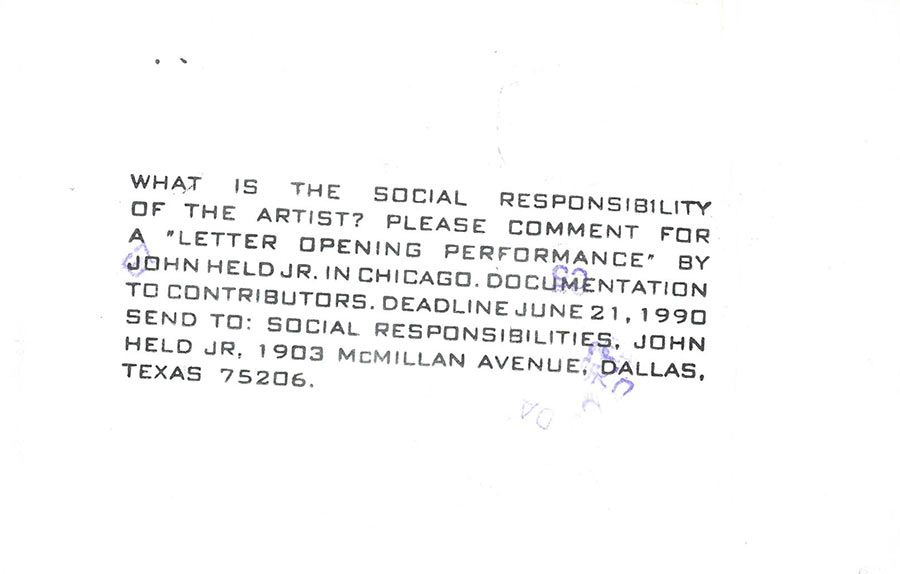 WHAT IS THE SOCIAL RESPONSIBILITY
OF THE ARTIST? PLEASE COMMENT FOR
A "LETTER OPENING PERFORMANCE" BY
JOHN HELD JR. IN CHICAGO. DOCUMENTATION
TO CONTRIBUTORS. DEADLINE JUNE 21, 1990
SEND TO: SOCIAL RESPONSIBILITIES, JOHN
HELD JR, 1903 McMILLAN AVENUE, DALLAS,
TEXAS 75206.